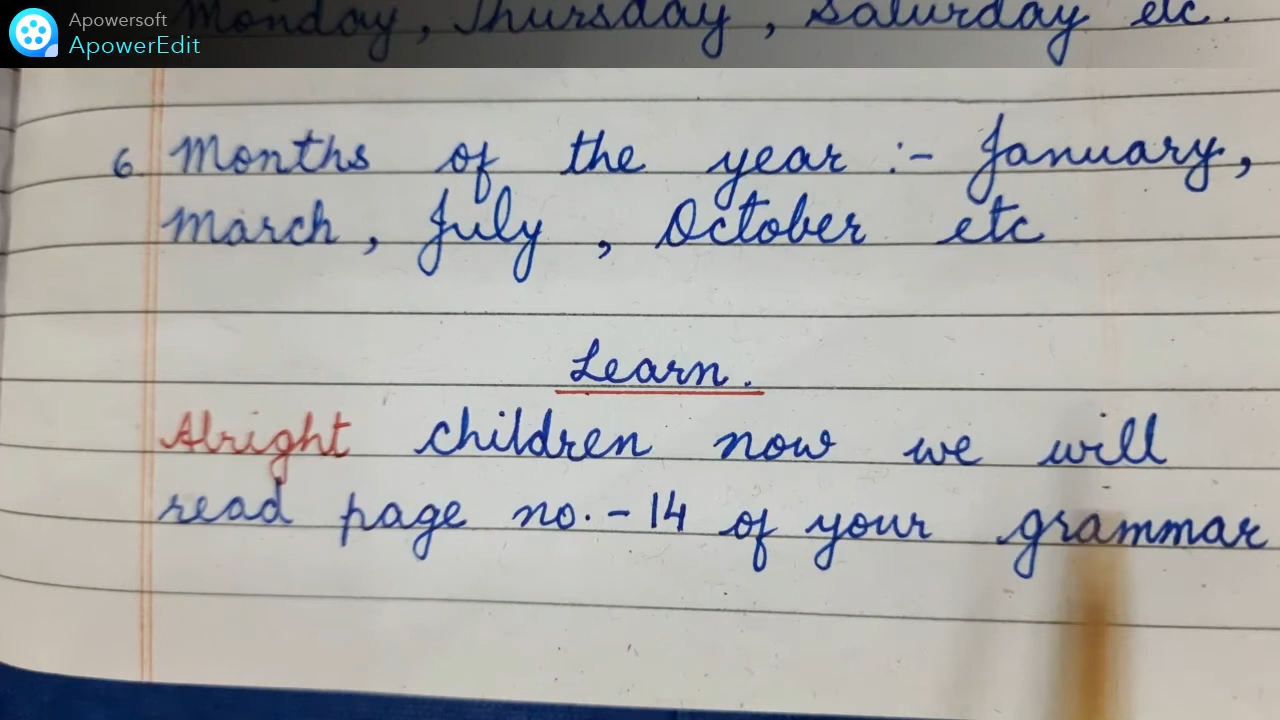 Apowersoft
ApowerEdit
Monday, Thursday, Saturday etc.
6. Months of the year :- January,
March, July, October etc
Learn.
Alright children now we will
read page no.-14 of your grammar